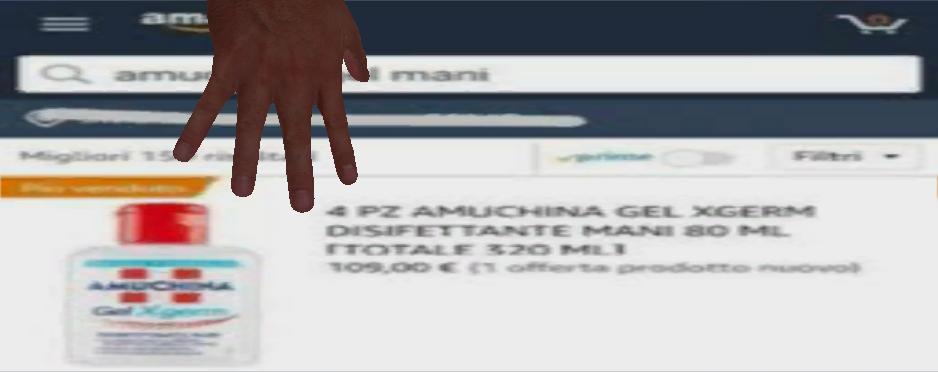 am
amu l mani
Migliori 15
prime
Filtri
Più venduto
4 PZ AMUCHINA GEL XGERM
DISIFETTANTE MANI 80 ML
[TOTALE 320 ML]
109,00 € (1 offerta prodotto nuovo)
AMUCHINA
Gel Xgerm